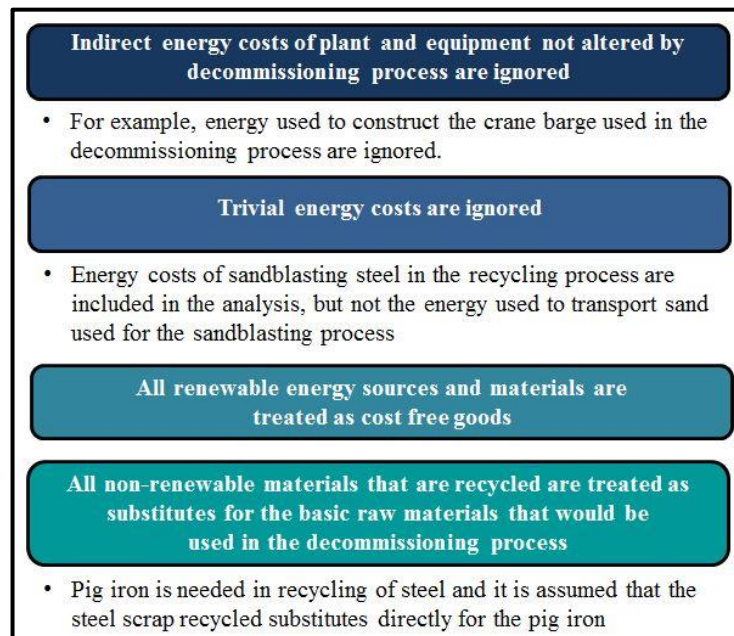 Indirect energy costs of plant and equipment not altered by
decommissioning process are ignored
• For example, energy used to construct the crane barge used in the
decommissioning process are ignored.
Trivial energy costs are ignored
• Energy costs of sandblasting steel in the recycling process are
included in the analysis, but not the energy used to transport sand
used for the sandblasting process
All renewable energy sources and materials are
treated as cost free goods
All non-renewable materials that are recycled are treated as
substitutes for the basic raw materials that would be
used in the decommissioning process
• Pig iron is needed in recycling of steel and it is assumed that the
steel scrap recycled substitutes directly for the pig iron